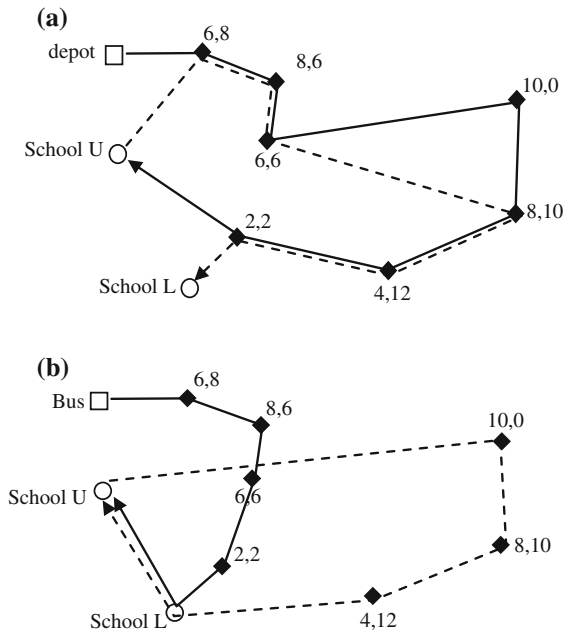 (a)
6,8
depot
8,6
10,0
School U
6,6
2,2
8,10
School L
4,12
(b)
6,8
Bus
8,6
10,0
School U
6,6
2,2
8,10
School L
4,12